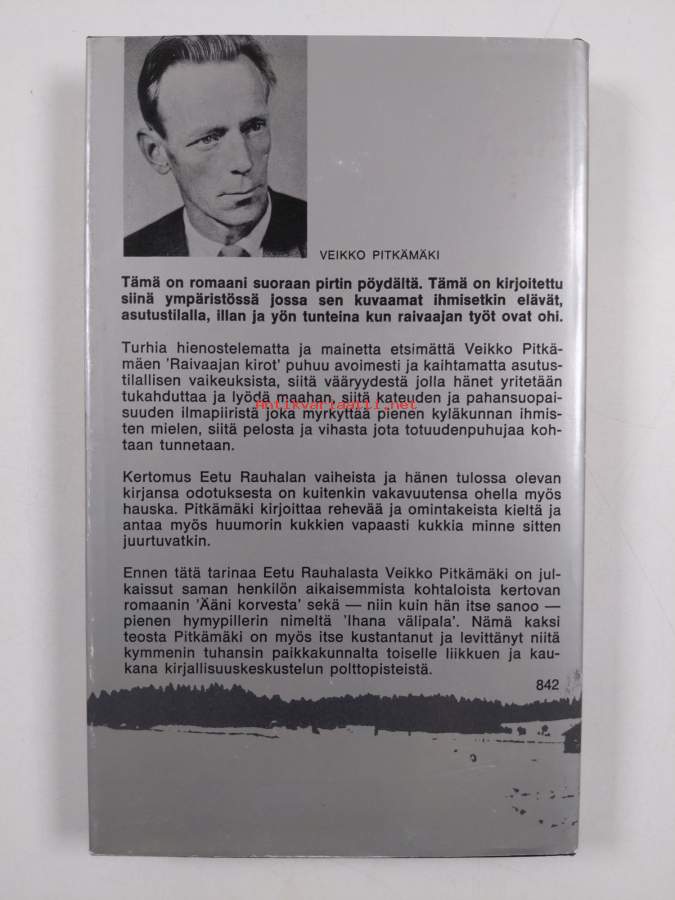 VEIKKO PITKÄMÄKI
Tämä on romaani suoraan pirtin pöydältä. Tämä on kirjoitettu
siinä ympäristössä jossa sen kuvaamat ihmisetkin elävät,
asutustilalla, illan ja yön tunteina kun raivaajan työt ovat ohi.
Turhia hienostelematta ja mainetta etsimättä Veikko Pitkä-
mäen 'Raivaajan kirot' puhuu avoimesti ja kaihtamatta asutus-
tilallisen vaikeuksista, siitä vääryydestä jolla hänet yritetään
tukahduttaa ja lyödä maahan, siitä kateuden ja pahansuopai-
suuden ilmapiiristä joka myrkyttää pienen kyläkunnan ihmis-
ten mielen, siitä pelosta ja vihasta jota totuudenpuhujaa koh-
taan tunnetaan.
Antikvariaatit.net
Kertomus Eetu Rauhalan vaiheista ja hänen tulossa olevan
kirjansa odotuksesta on kuitenkin vakavuutensa ohella myös
hauska. Pitkämäki kirjoittaa rehevää ja omintakeista kieltä ja
antaa myös huumorin kukkien vapaasti kukkia minne sitten
juurtuvatkin.
Ennen tätä tarinaa Eetu Rauhalasta Veikko Pitkämäki on jul-
kaissut saman henkilön aikaisemmista kohtaloista kertovan
romaanin 'Ääni korvesta' sekä — niin kuin hän itse sanoo —
pienen hymypillerin nimeltä 'Ihana välipala'. Nämä kaksi
teosta Pitkämäki on myös itse kustantanut ja levittänyt niitä
kymmenin tuhansin paikkakunnalta toiselle liikkuen ja kau-
kana kirjallisuuskeskustelun polttopisteistä.
842